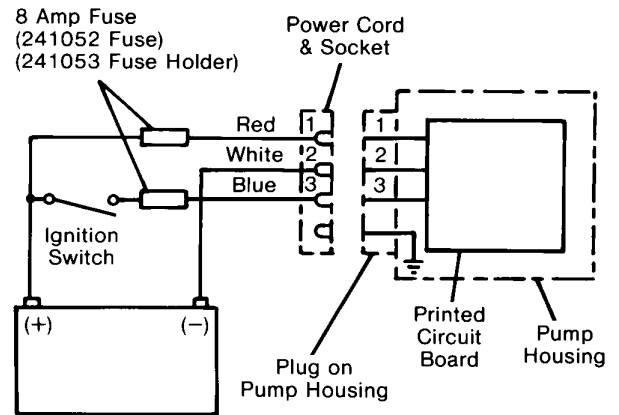 8 Amp Fuse
(241052 Fuse)
(241053 Fuse Holder)
Power Cord
& Socket
Red
1
1
White
2
2
Blue
3
3
Ignition
Switch
(+)
(−)
Plug on
Pump Housing
Printed
Circuit
Board
Pump
Housing